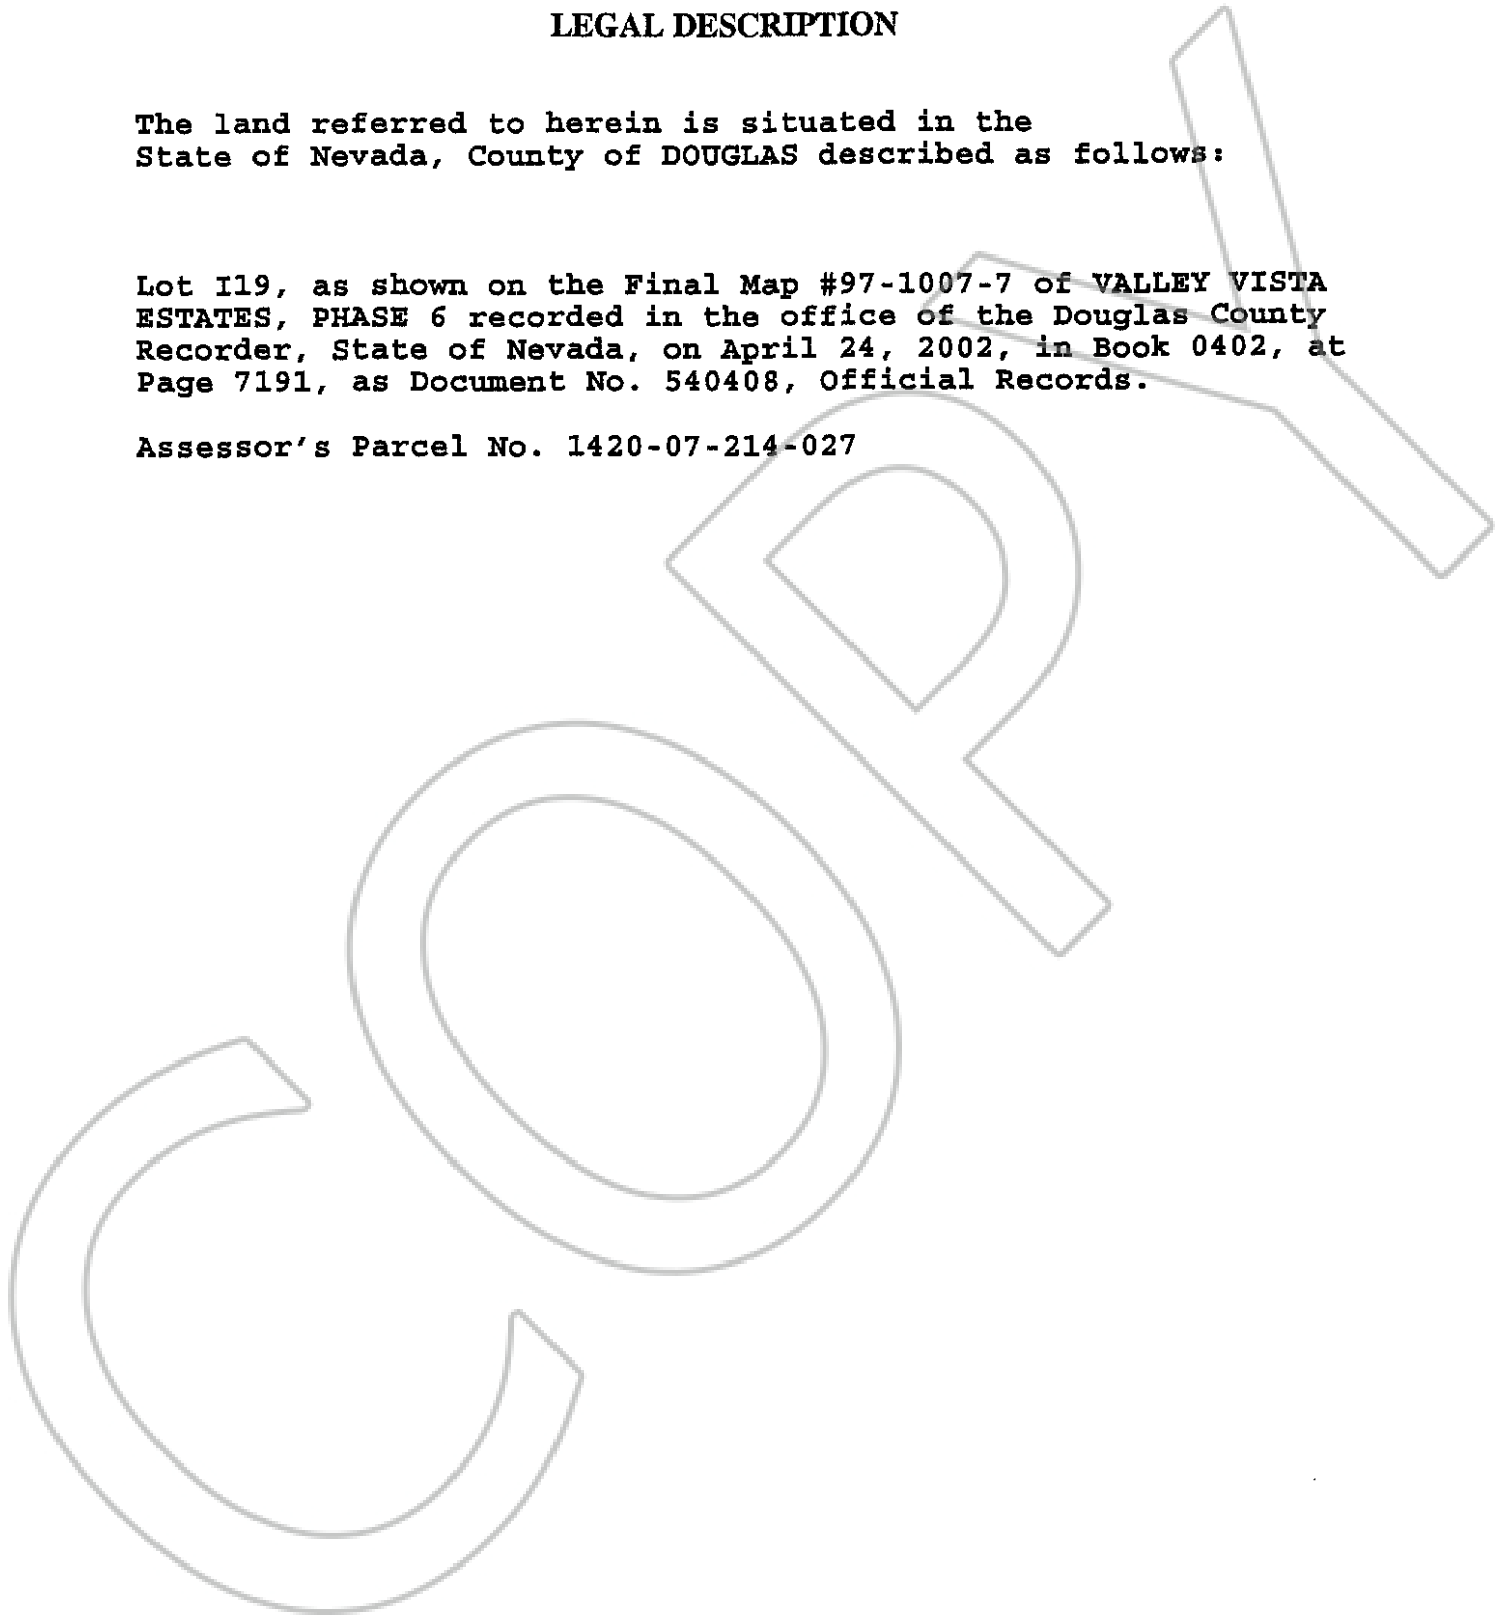 LEGAL DESCRIPTION
The land referred to herein is situated in the
State of Nevada, County of DOUGLAS described as follows:
Lot I19, as shown on the Final Map #97-1007-7 of VALLEY VISTA
ESTATES, PHASE 6 recorded in the office of the Douglas County
Recorder, State of Nevada, on April 24, 2002, in Book 0402, at
Page 7191, as Document No. 540408, Official Records.
Assessor's Parcel No. 1420-07-214-027
COPY